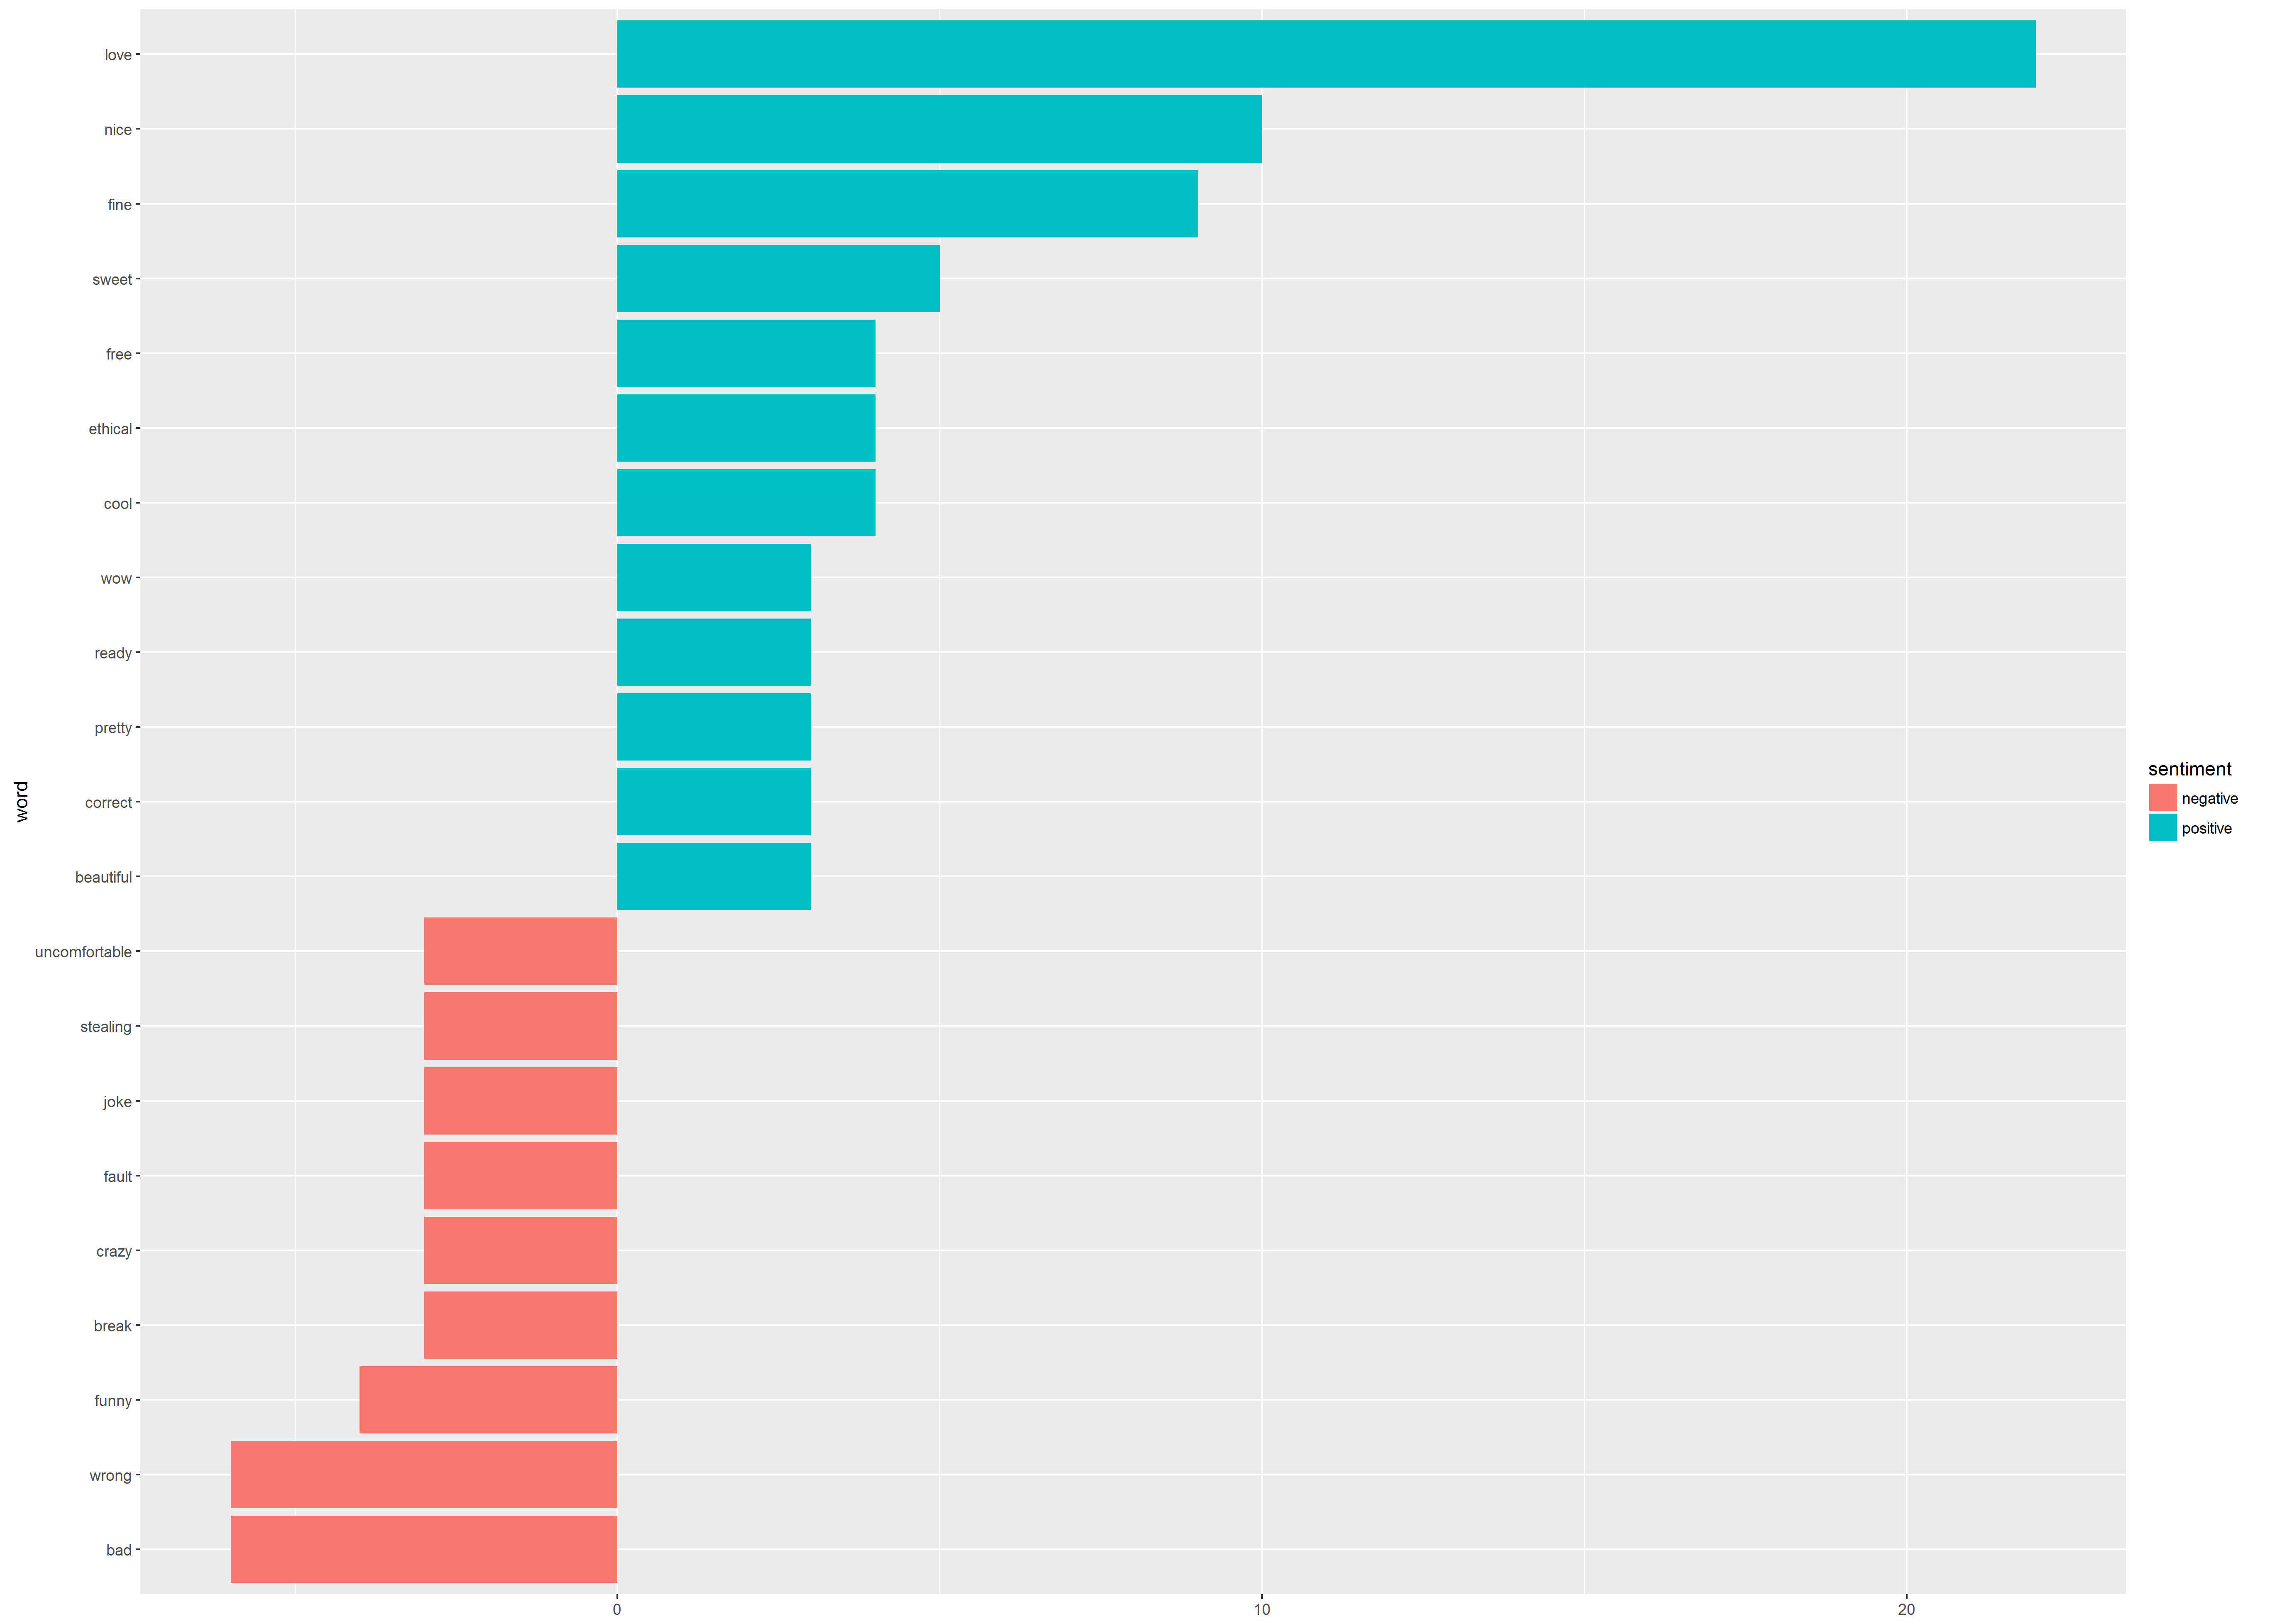 love
nice
fine
sweet
free
ethical
cool
wow
ready
pretty
correct
beautiful
uncomfortable
stealing
joke
fault
crazy
break
funny
wrong
bad
word
0 10 20
sentiment
negative
positive